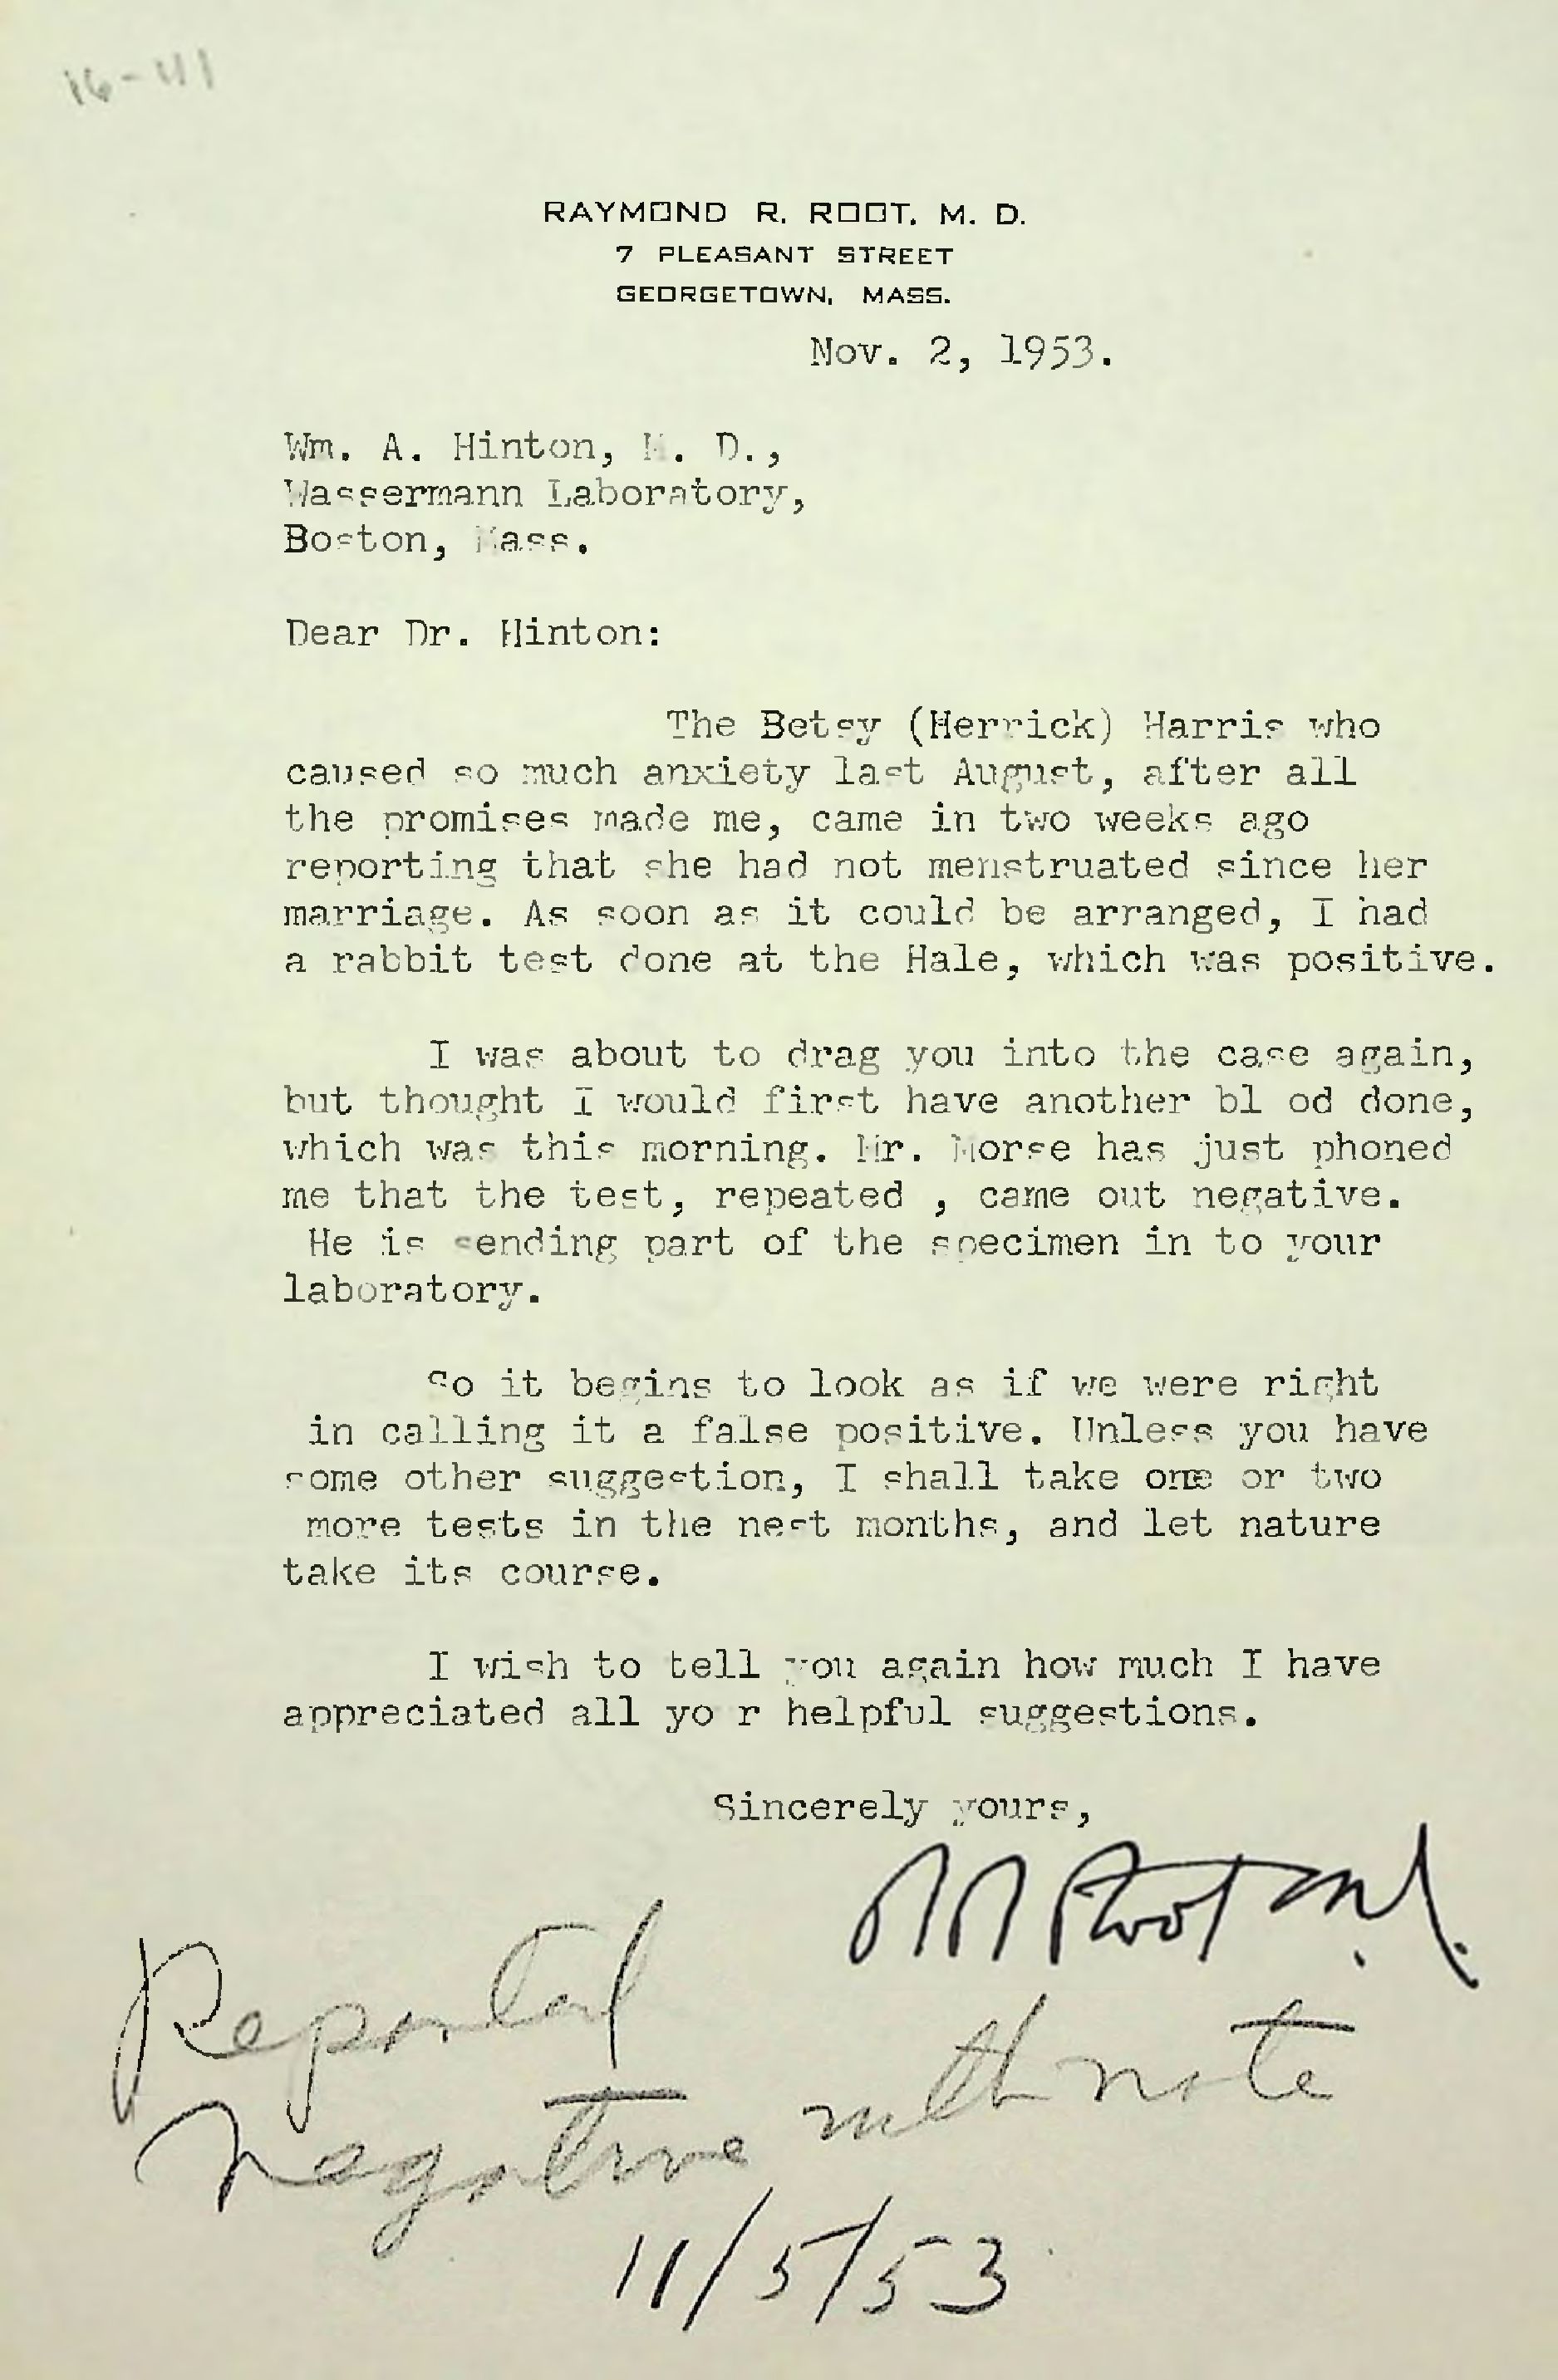 16-411
RAYMOND R. ROOT, M. D.
7 PLEASANT STREET
GEORGETOWN, MASS.
Nov. 2, 1953.
Wm. A. Hinton, M. D.,
Wassermann Laboratory,
Boston, Mass.
Dear Dr. Hinton:
The Betsy (Herrick) Harris who
caused so much anxiety last August, after all
the promises made me, came in two weeks ago
reporting that she had not menstruated since her
marriage. As soon as it could be arranged, I had
a rabbit test done at the Hale, which was positive.
I was about to drag you into the case again,
but thought I would first have another bl od done,
which was this morning. Mr. Morse has just phoned
me that the test, repeated , came out negative.
He is sending part of the specimen in to your
laboratory.
So it begins to look as if we were right
in calling it a false positive. Unless you have
some other suggestion, I shall take one or two
more tests in the nest months, and let nature
take its course.
I wish to tell you again how much I have
appreciated all yo r helpful suggestions.
Sincerely yours,
RR Root M.D.
Reported
Negative with note
11/5/53